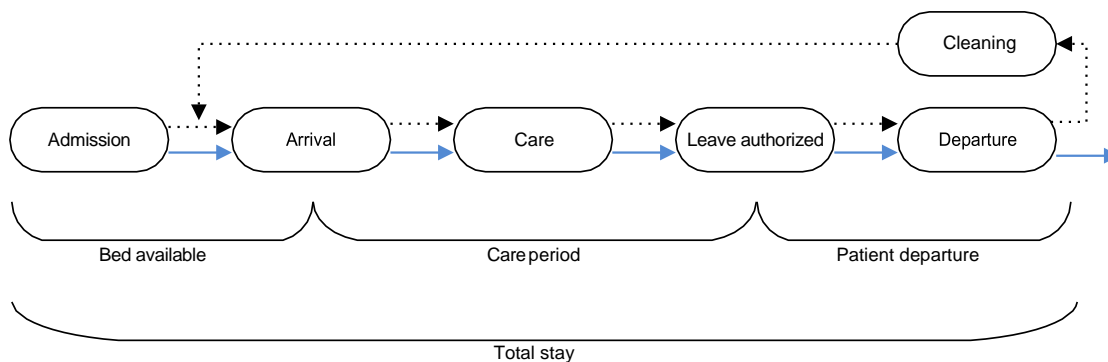 Cleaning
Admission
Arrival
Care
Leave authorized
Departure
Bed available
Care period
Patient departure
Total stay